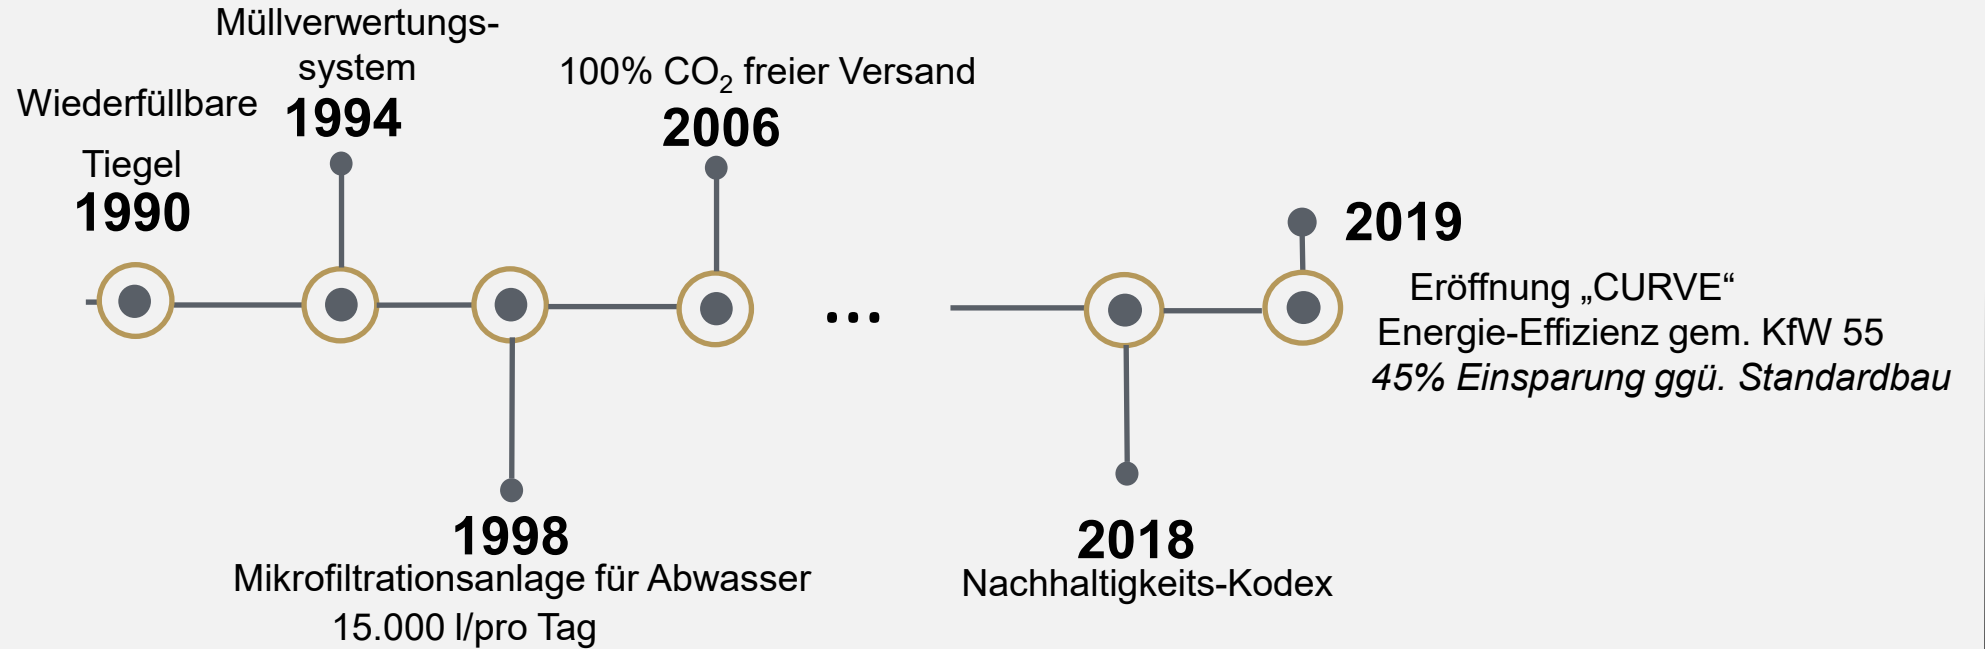 Wiederfüllbare
Tiegel
1990
Müllverwertungs-
system
1994
1998
Mikrofiltrationsanlage für Abwasser
15.000 l/pro Tag
100% CO₂ freier Versand
2006
...
2018
Nachhaltigkeits-Kodex
2019
Eröffnung „CURVE“
Energie-Effizienz gem. KfW 55
45% Einsparung ggü. Standardbau